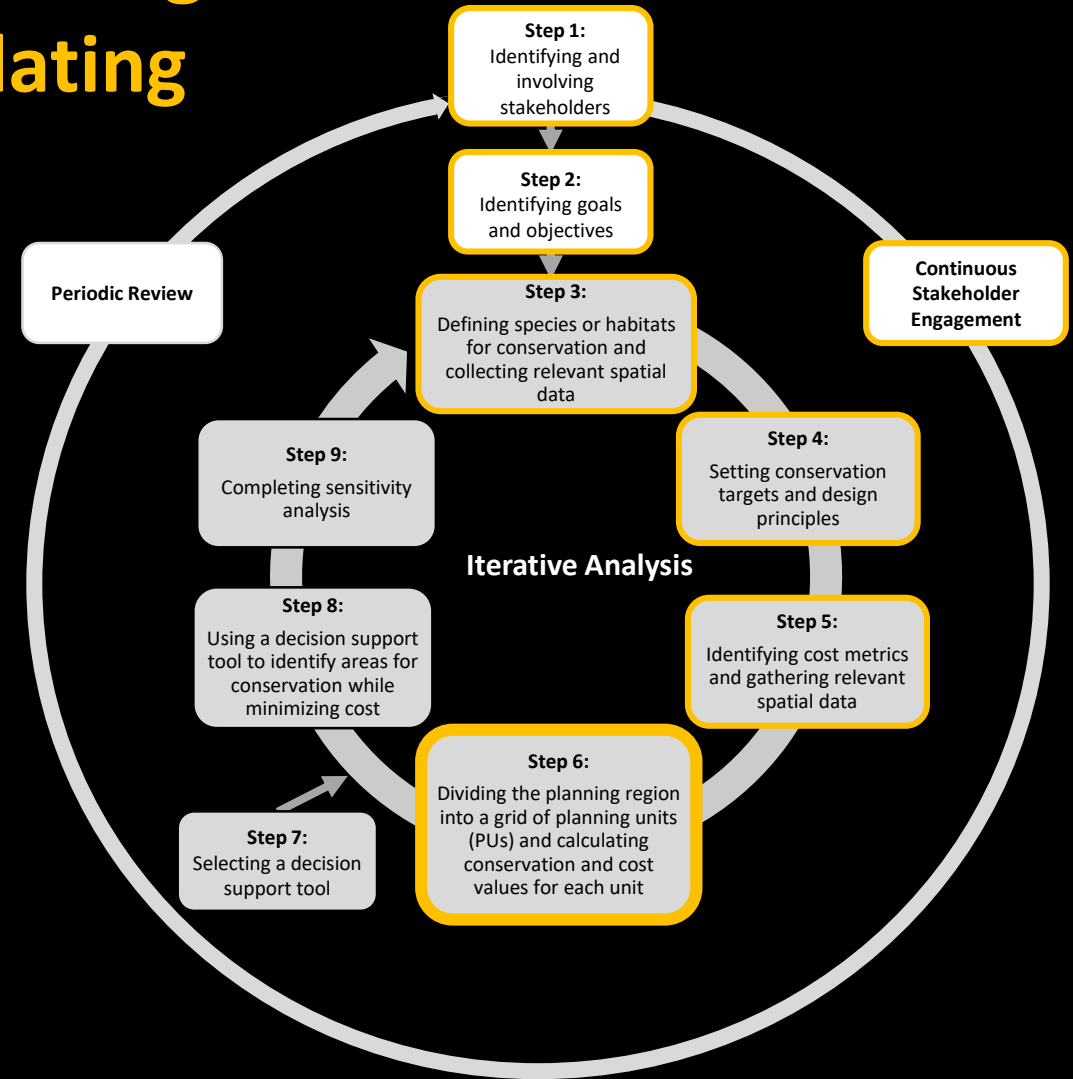 Step 1:
Identifying and
involving
stakeholders
Step 2:
Identifying goals
and objectives
Periodic Review
Continuous
Stakeholder
Engagement
Step 3:
Defining species or habitats
for conservation and
collecting relevant spatial
data
Step 4:
Setting conservation
targets and design
principles
Step 9:
Completing sensitivity
analysis
Iterative Analysis
Step 5:
Identifying cost metrics
and gathering relevant
spatial data
Step 8:
Using a decision support
tool to identify areas for
conservation while
minimizing cost
Step 6:
Dividing the planning region
into a grid of planning units
(PUs) and calculating
conservation and cost
values for each unit
Step 7:
Selecting a decision
support tool